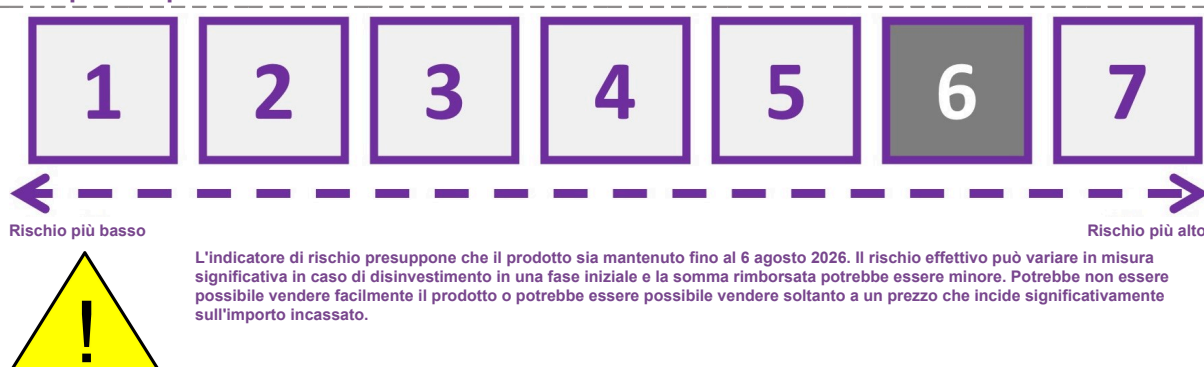 1 2 3 4 5 6 7
Rischio più basso Rischio più alto
L'indicatore di rischio presuppone che il prodotto sia mantenuto fino al 6 agosto 2026. Il rischio effettivo può variare in misura
significativa in caso di disinvestimento in una fase iniziale e la somma rimborsata potrebbe essere minore. Potrebbe non essere
possibile vendere facilmente il prodotto o potrebbe essere possibile vendere soltanto a un prezzo che incide significativamente
sull'importo incassato.
!